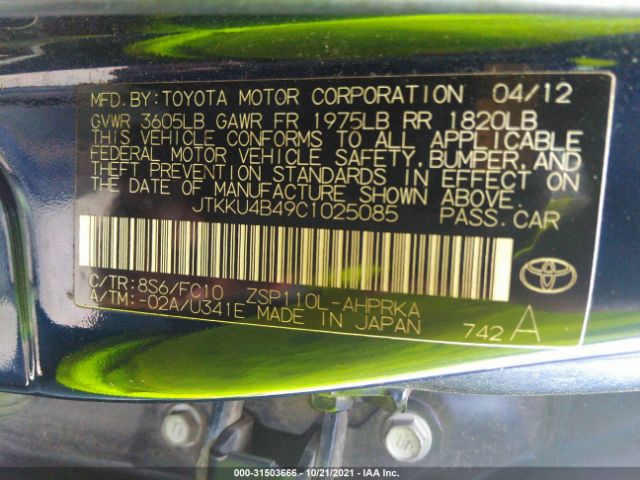 MFD.BY: TOYOTA MOTOR CORPORATION 04/12
GVWR 3605LB GAWR FR 1975LB RR 1820LB
THIS VEHICLE CONFORMS TO ALL APPLICABLE
FEDERAL MOTOR VEHICLE SAFETY, BUMPER, AND
THEFT PREVENTION STANDARDS IN EFFECT ON
THE DATE OF MANUFACTURE SHOWN ABOVE.
JTKKU4B49C1025085 PASS.CAR
C/TR: 8S6/FC10 ZSP110L-AHPRKA
A/TM: -02A/U341E MADE IN JAPAN 742 A
000-31503666 - 10/21/2021 - IAA Inc.